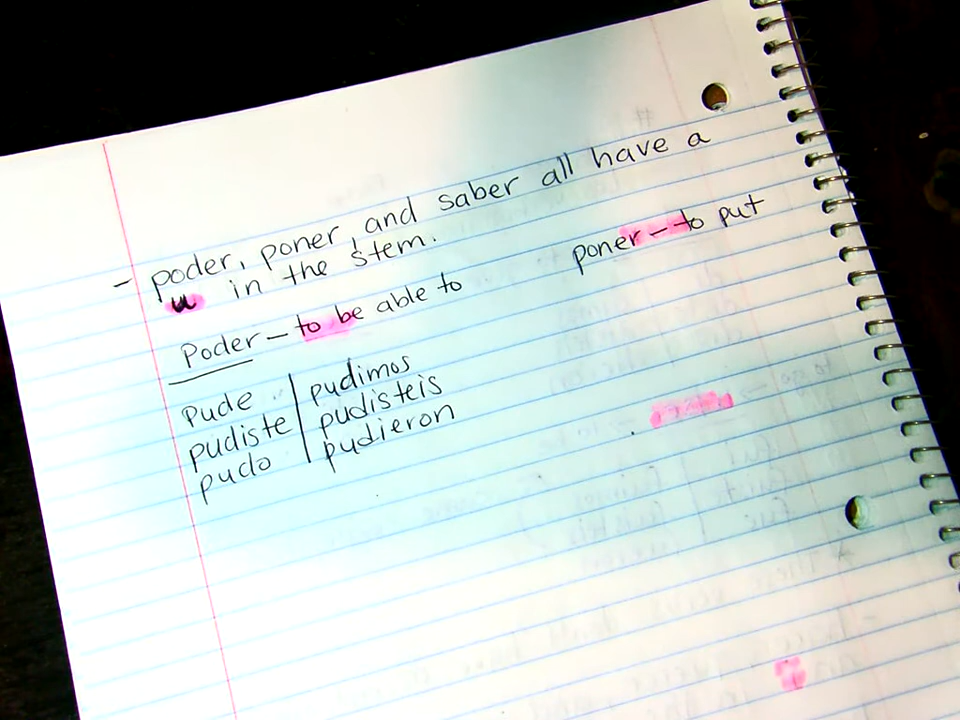 - poder, poner, and saber all have a
u in the stem.
Poder - to be able to
poner - to put
pude | pudimos
pudiste | pudisteis
pudo | pudieron